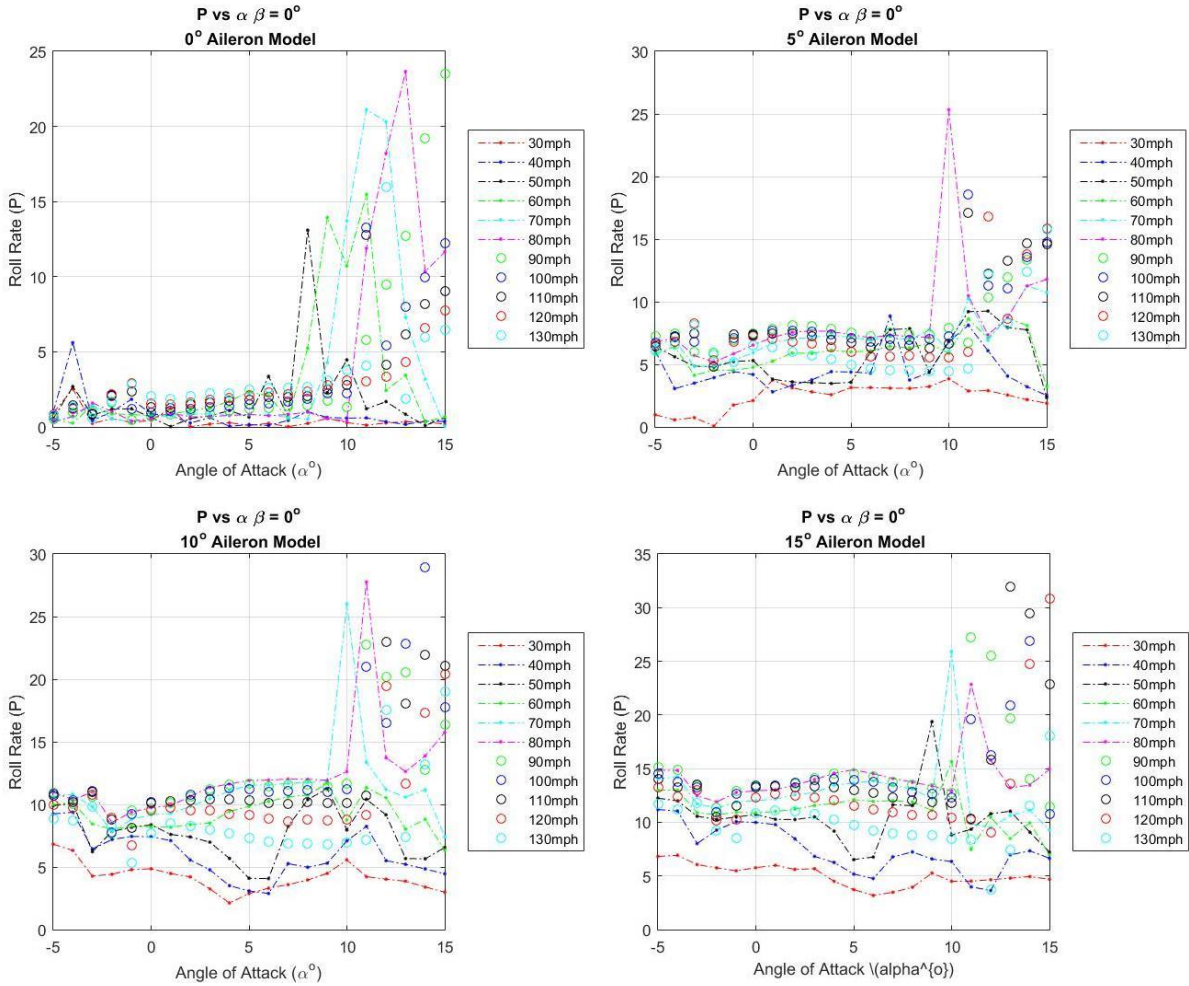 P vs α β = 0°
0° Aileron Model
25
20
15
10
5
0
-5 0 5 10 15
Roll Rate (P)
Angle of Attack (α°)
30mph
40mph
50mph
60mph
70mph
80mph
90mph
100mph
110mph
120mph
130mph
P vs α β = 0°
5° Aileron Model
30
25
20
15
10
5
0
-5 0 5 10 15
Roll Rate (P)
Angle of Attack (α°)
30mph
40mph
50mph
60mph
70mph
80mph
90mph
100mph
110mph
120mph
130mph
P vs α β = 0°
10° Aileron Model
30
25
20
15
10
5
0
-5 0 5 10 15
Roll Rate (P)
Angle of Attack (α°)
30mph
40mph
50mph
60mph
70mph
80mph
90mph
100mph
110mph
120mph
130mph
P vs α β = 0°
15° Aileron Model
35
30
25
20
15
10
5
0
-5 0 5 10 15
Roll Rate (P)
Angle of Attack \(alpha^{o})
30mph
40mph
50mph
60mph
70mph
80mph
90mph
100mph
110mph
120mph
130mph